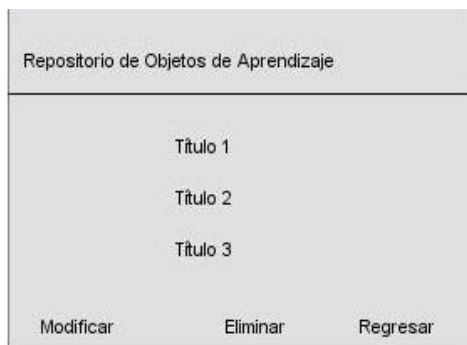 Repositorio de Objetos de Aprendizaje
Título 1
Título 2
Título 3
Modificar Eliminar Regresar